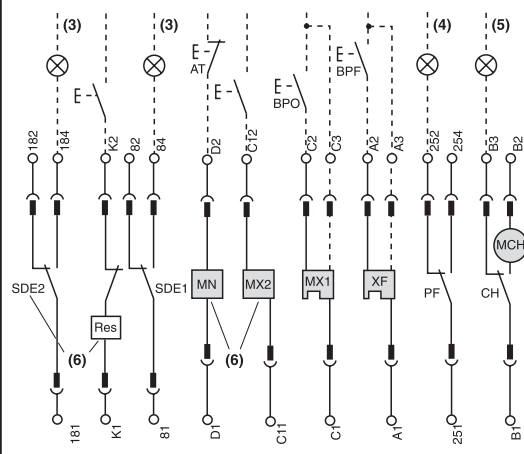 (3) (3) (4) (5)
AT BPF
BPO
182 184 K2 82 84 D2 C12 C2 C3 A2 A3 252 254 B3 B2
MCH
SDE2 SDE1 MN MX2 MX1 XF PF CH
Res
(6) (6)
181 K1 81 D1 C11 C1 A1 251 B1